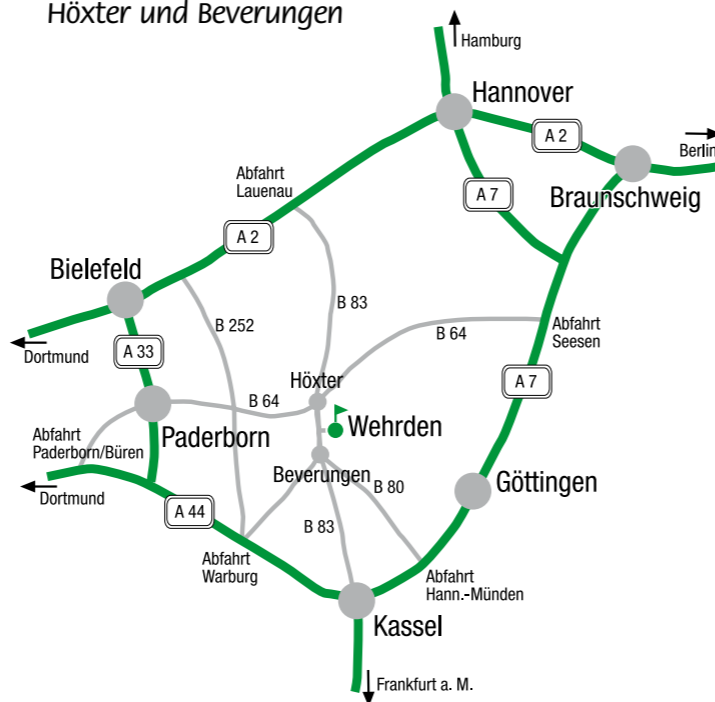 Höxter und Beverungen
Hamburg
Hannover
A 2
Berlin
Abfahrt
Lauenau
A 7
Braunschweig
A 2
Bielefeld
B 83
B 252
Abfahrt
Seesen
B 64
Dortmund
A 33
Höxter
A 7
B 64
Wehrden
Paderborn
Abfahrt
Paderborn/Büren
Beverungen
Göttingen
B 80
Dortmund
A 44
B 83
Abfahrt
Warburg
Abfahrt
Hann.-Münden
Kassel
Frankfurt a. M.